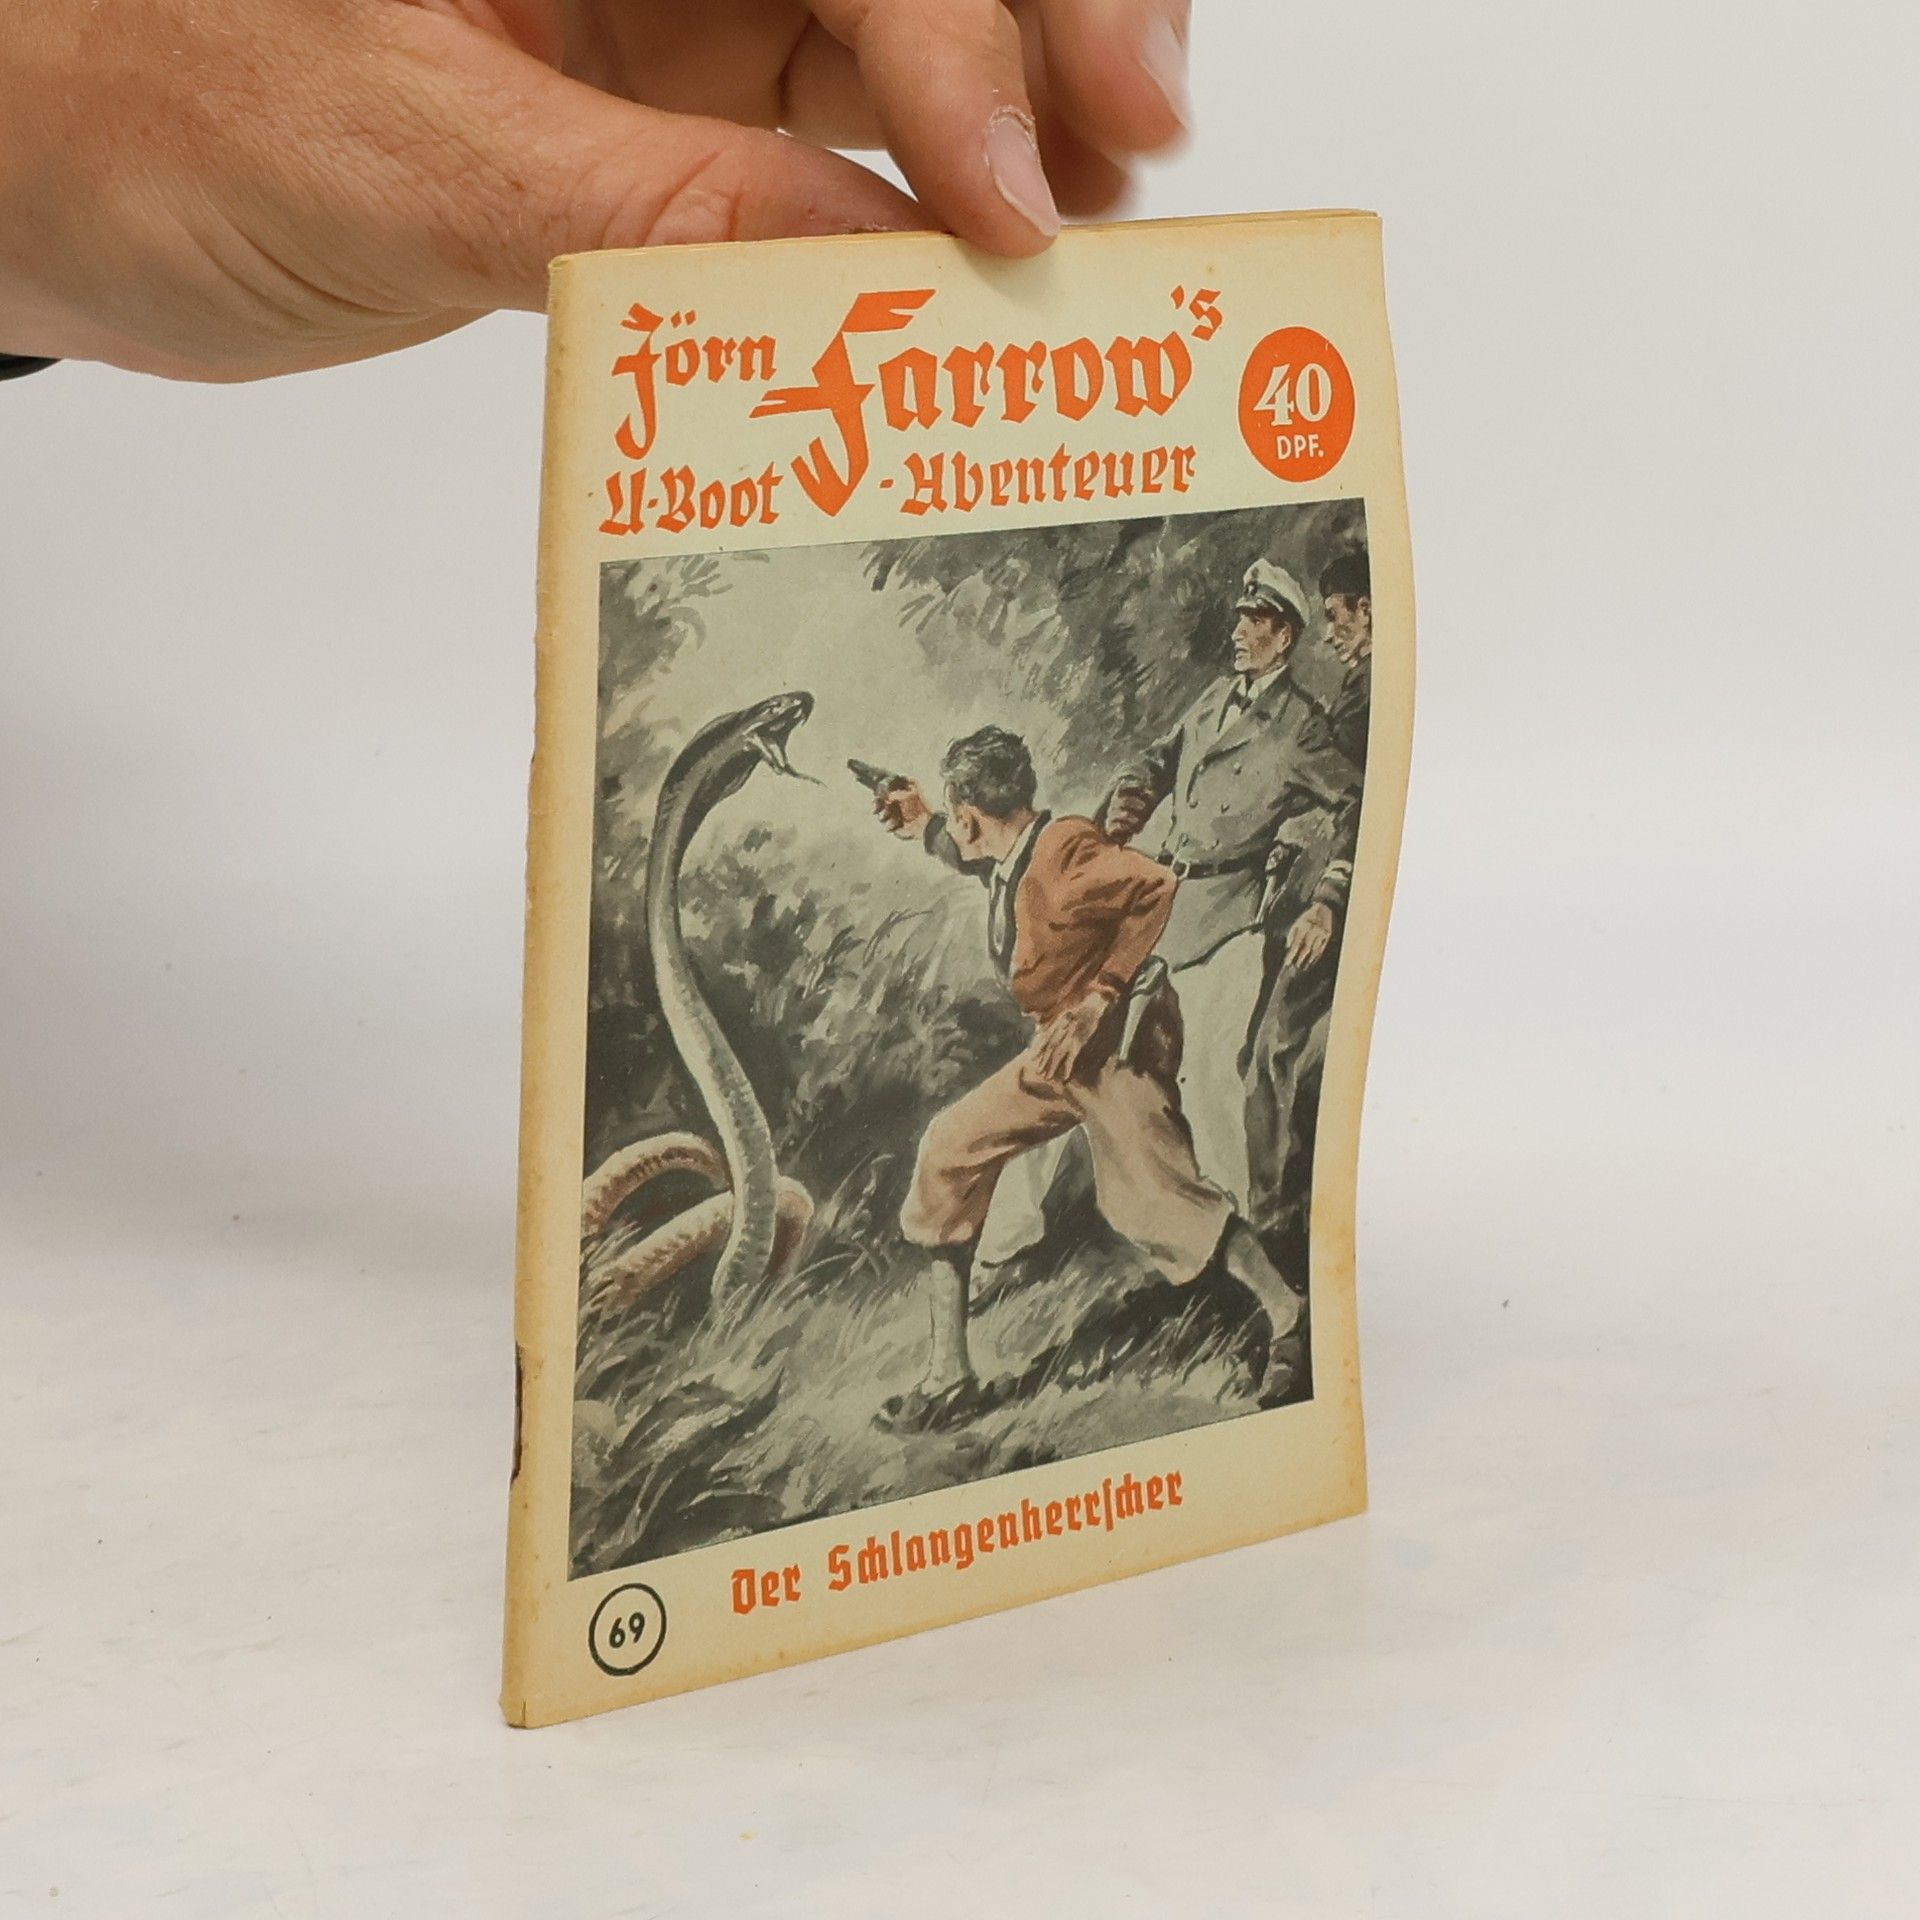 Jörn Farrow's
U-Boot-Abenteuer
40
DPF.
Der Schlangenherrscher
69